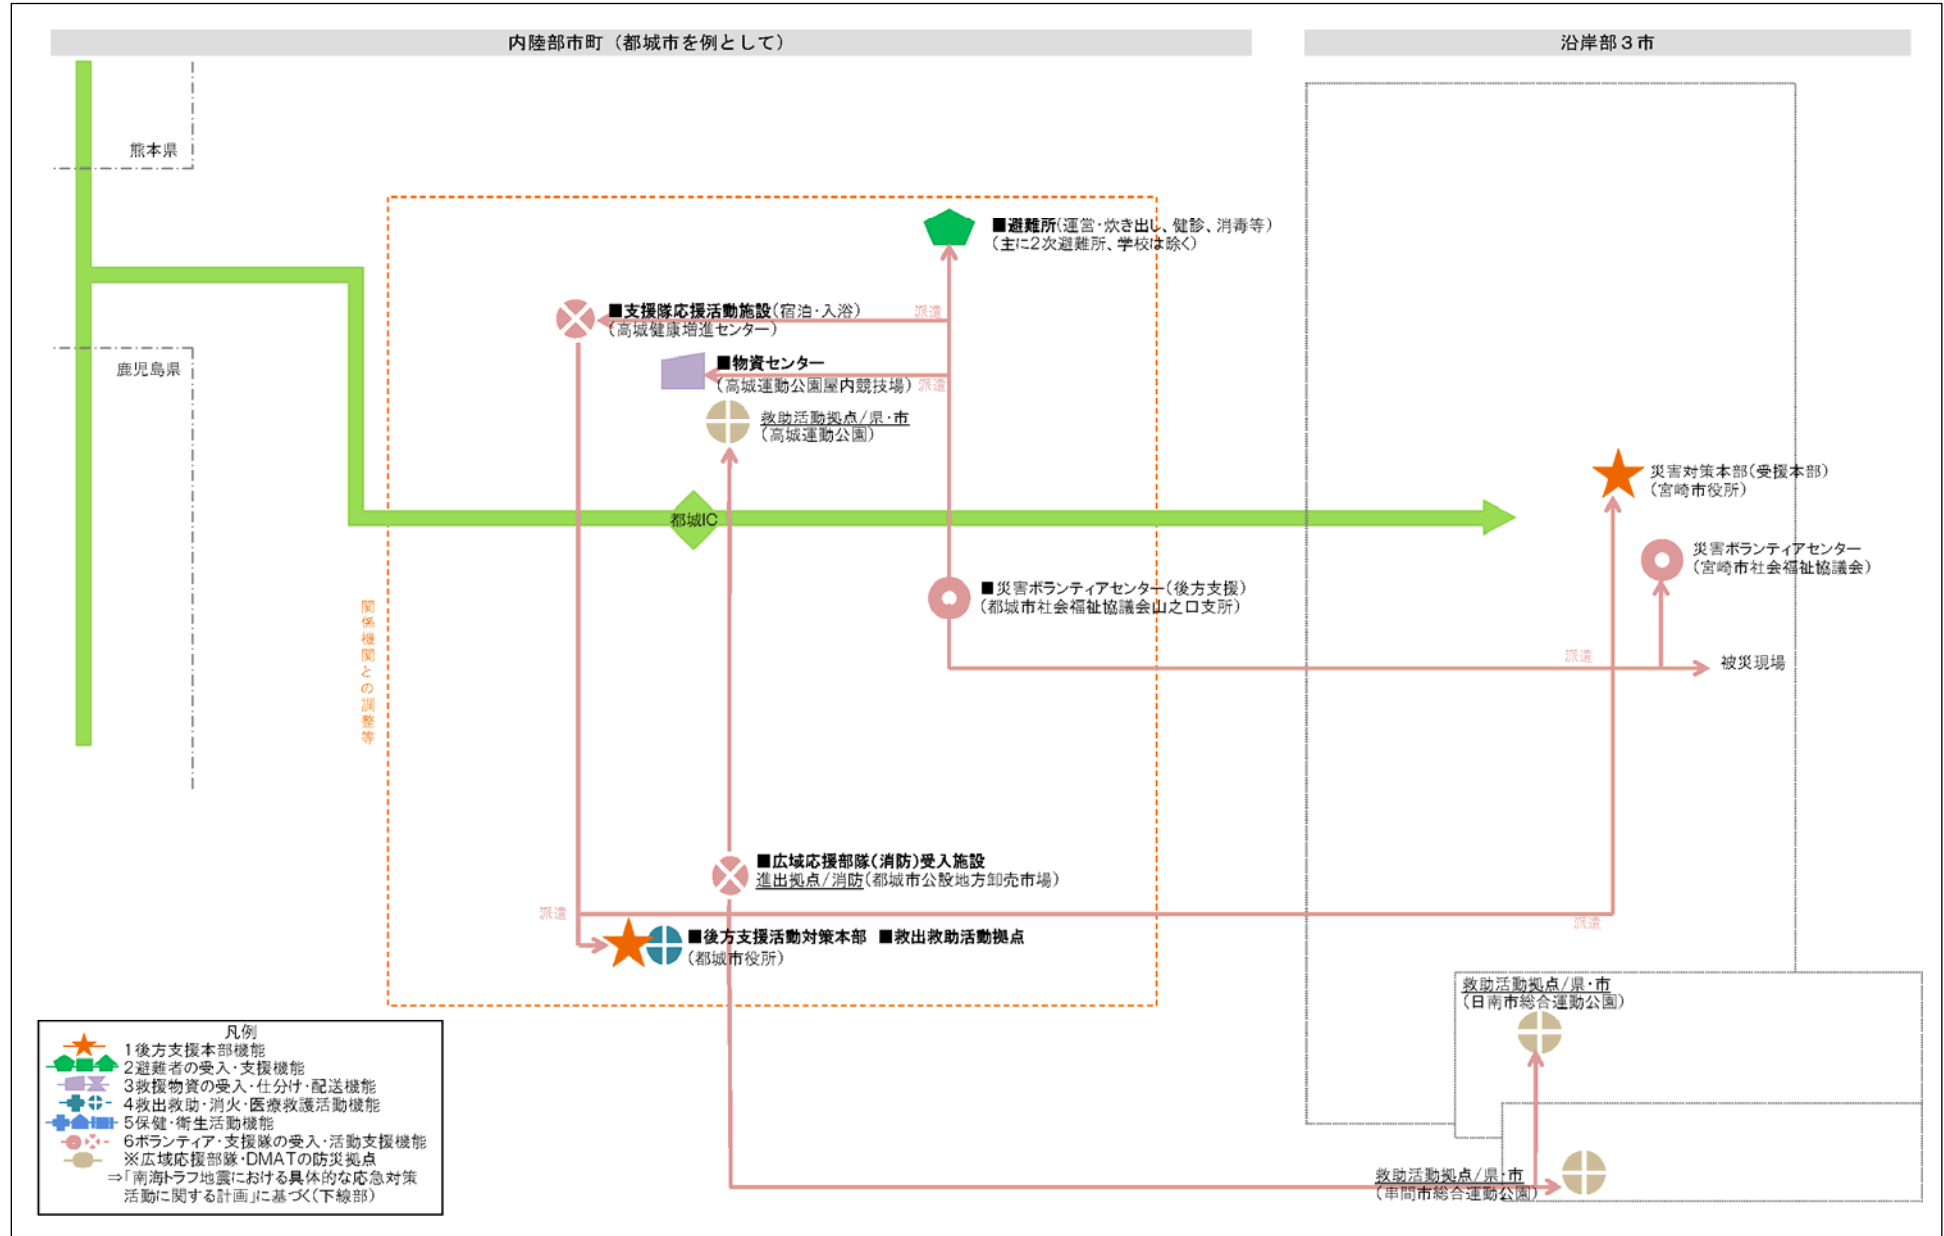 内陸部市町（都城市を例として）
沿岸部３市
熊本県
鹿児島県
■避難所(運営・炊き出し、健診、消毒等)
(主に2次避難所、学校は除く)
■支援隊応援活動施設(宿泊・入浴)
(高城健康増進センター)
派遣
■物資センター
(高城運動公園屋内競技場)
派遣
救助活動拠点/県・市
(高城運動公園)
都城IC
災害対策本部(受援本部)
(宮崎市役所)
災害ボランティアセンター
(宮崎市社会福祉協議会)
■災害ボランティアセンター(後方支援)
(都城市社会福祉協議会山之口支所)
関係機関との調整等
派遣
被災現場
■広域応援部隊(消防)受入施設
進出拠点/消防(都城市公設地方卸売市場)
派遣
派遣
■後方支援活動対策本部 ■救出救助活動拠点
(都城市役所)
救助活動拠点/県・市
(日南市総合運動公園)
救助活動拠点/県・市
(串間市総合運動公園)
凡例
1後方支援本部機能
2避難者の受入・支援機能
3救援物資の受入・仕分け・配送機能
4救出救助・消火・医療救護活動機能
5保健・衛生活動機能
6ボランティア・支援隊の受入・活動支援機能
※広域応援部隊・DMATの防災拠点
⇒「南海トラフ地震における具体的な応急対策
活動に関する計画」に基づく(下線部)